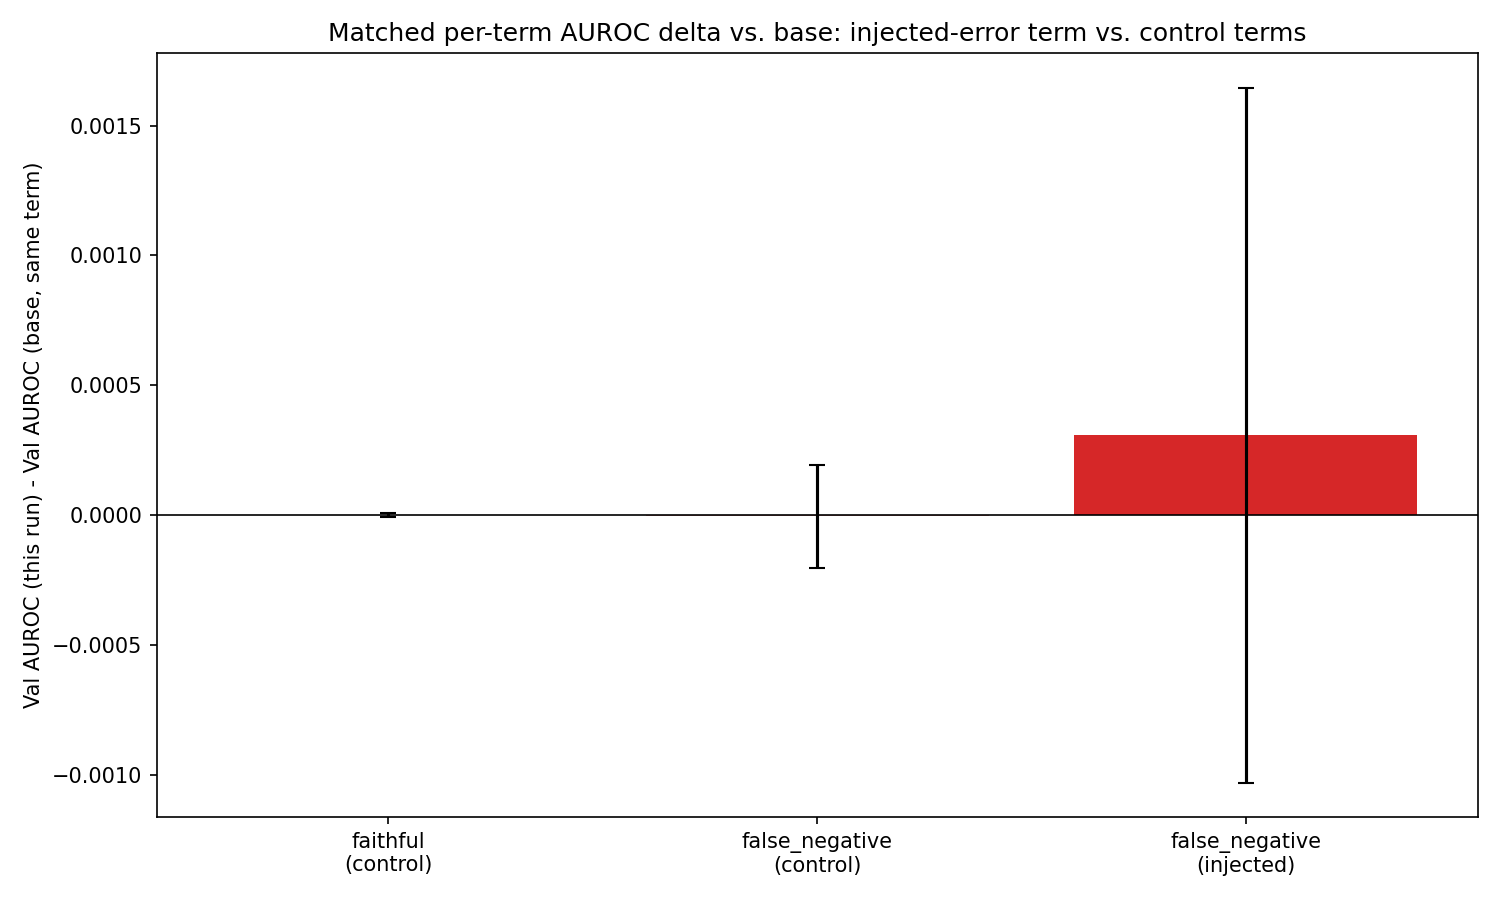 Matched per-term AUROC delta vs. base: injected-error term vs. control terms
Val AUROC (this run) - Val AUROC (base, same term)
0.0015
0.0010
0.0005
0.0000
−0.0005
−0.0010
faithful
(control)
false_negative
(control)
false_negative
(injected)